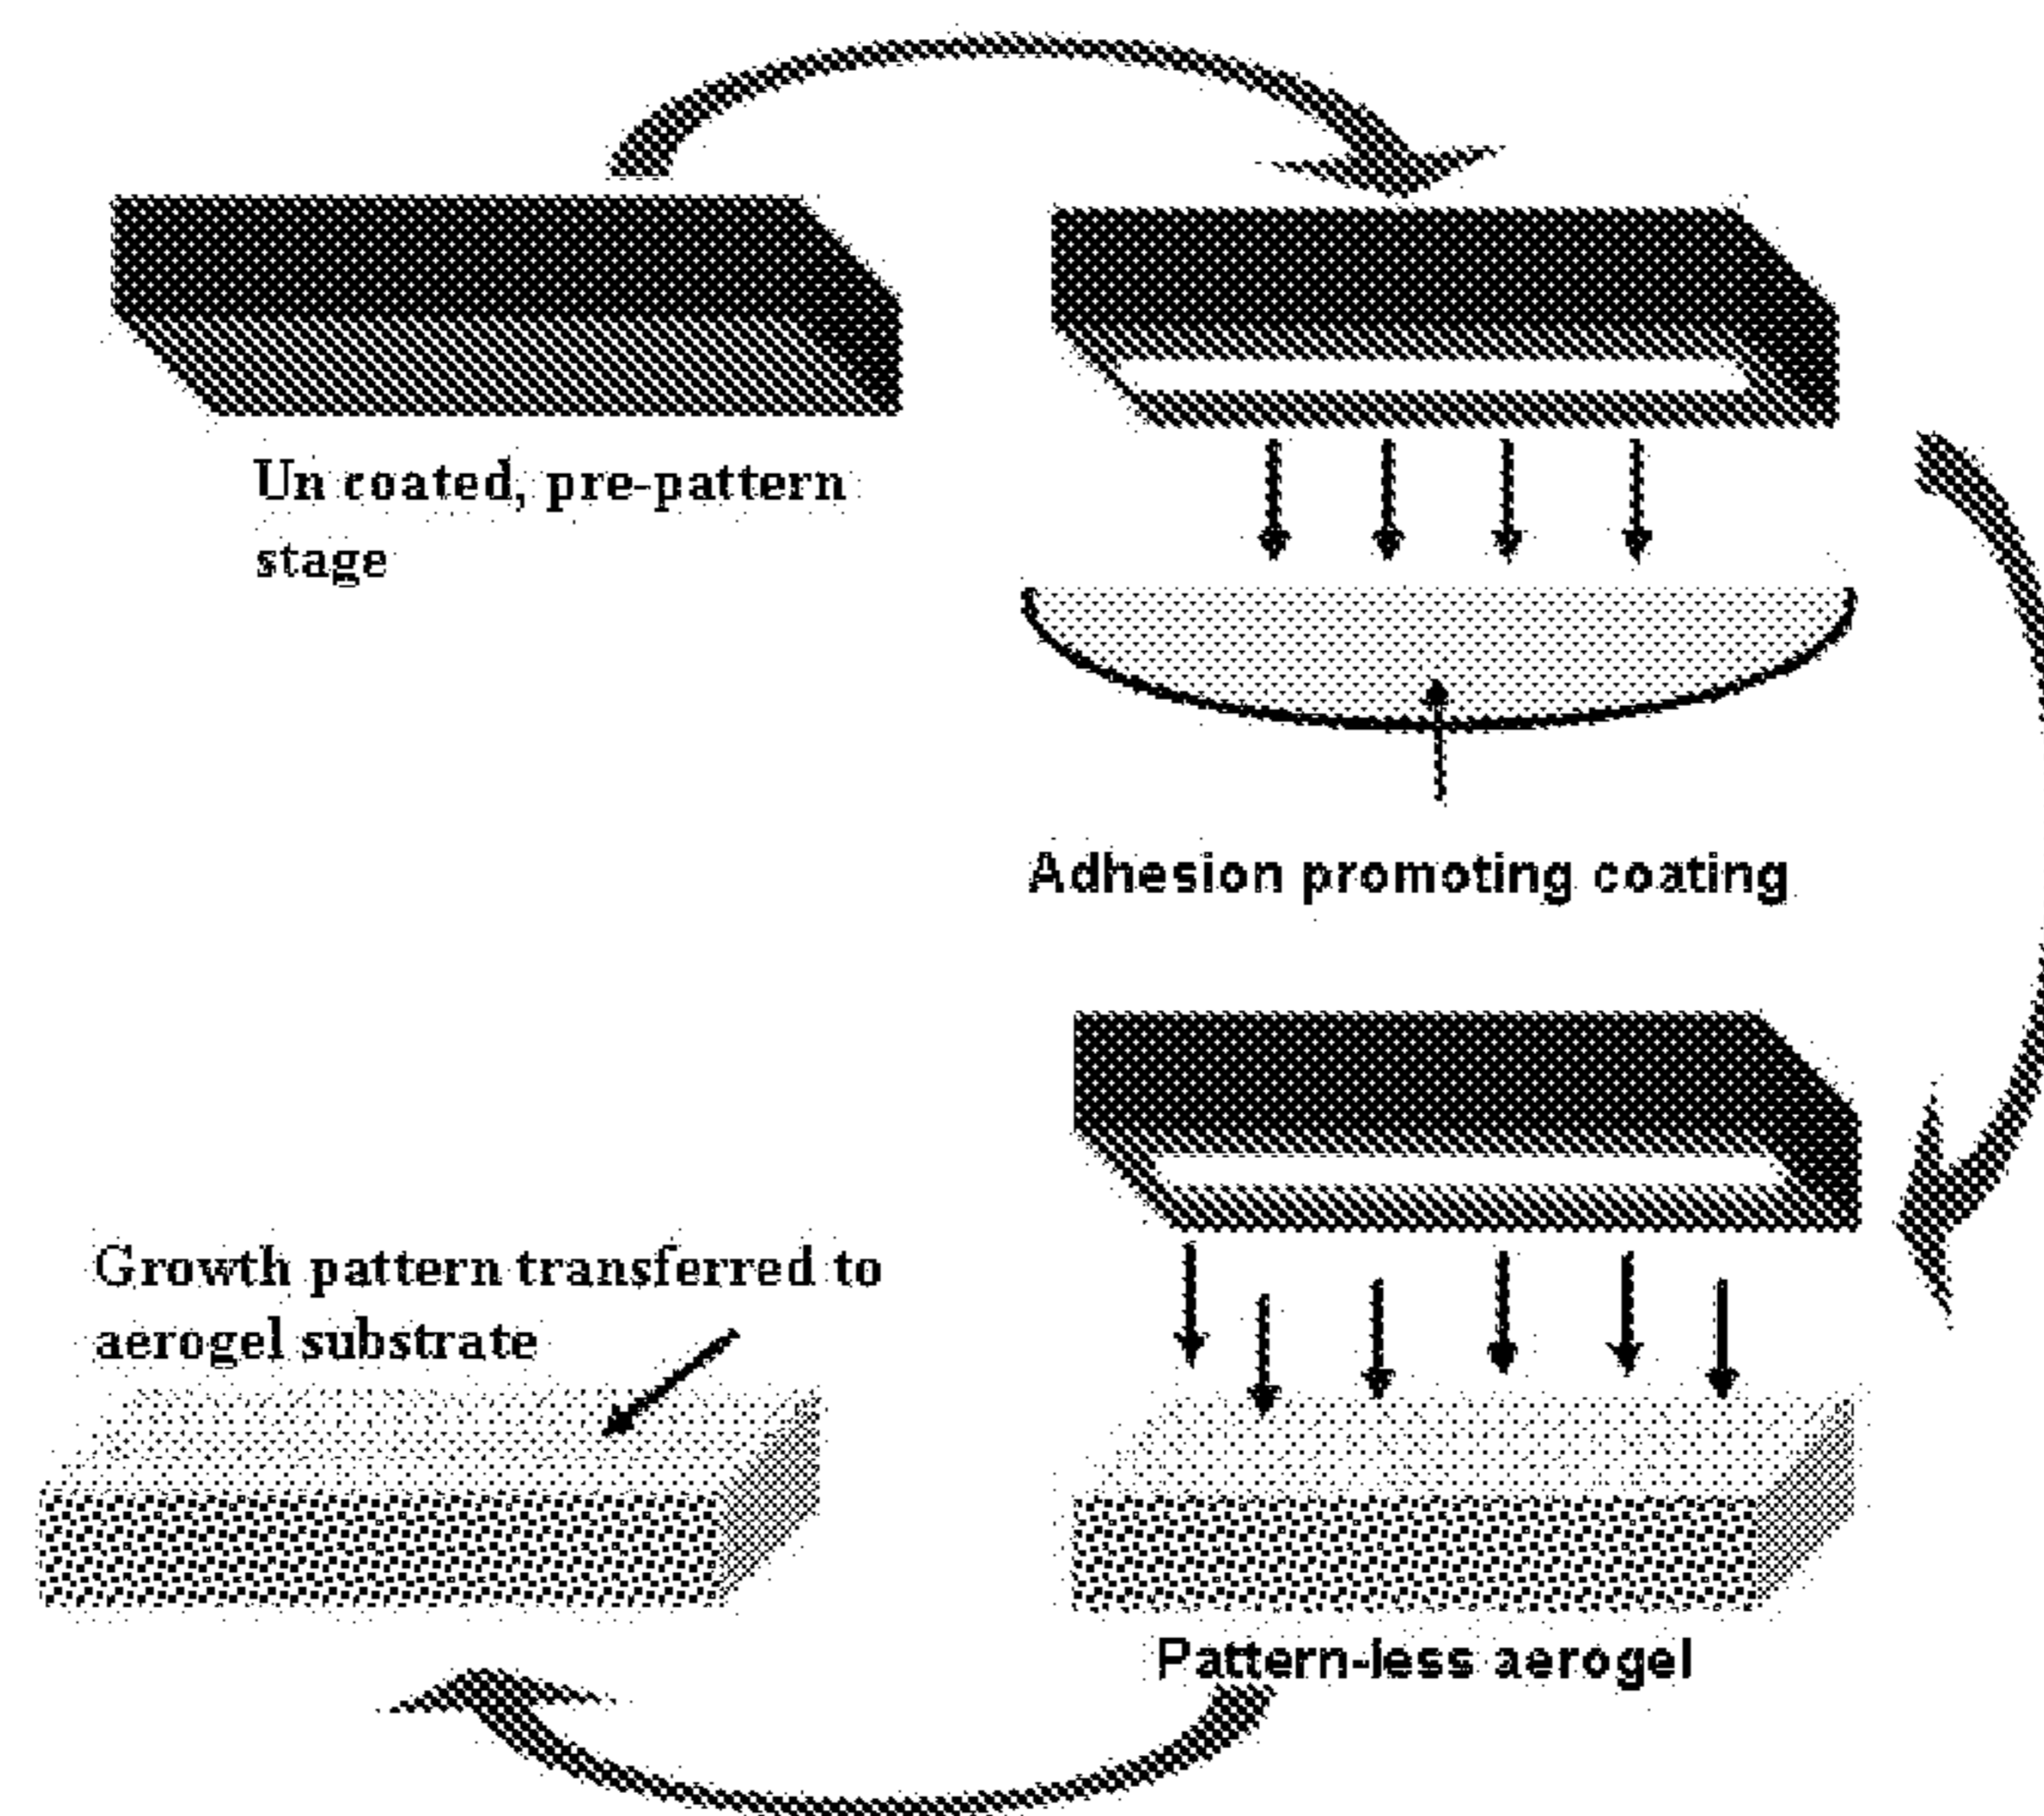 Un coated, pre-pattern
stage
Adhesion promoting coating
Growth pattern transferred to
aerogel substrate
Pattern-less aerogel